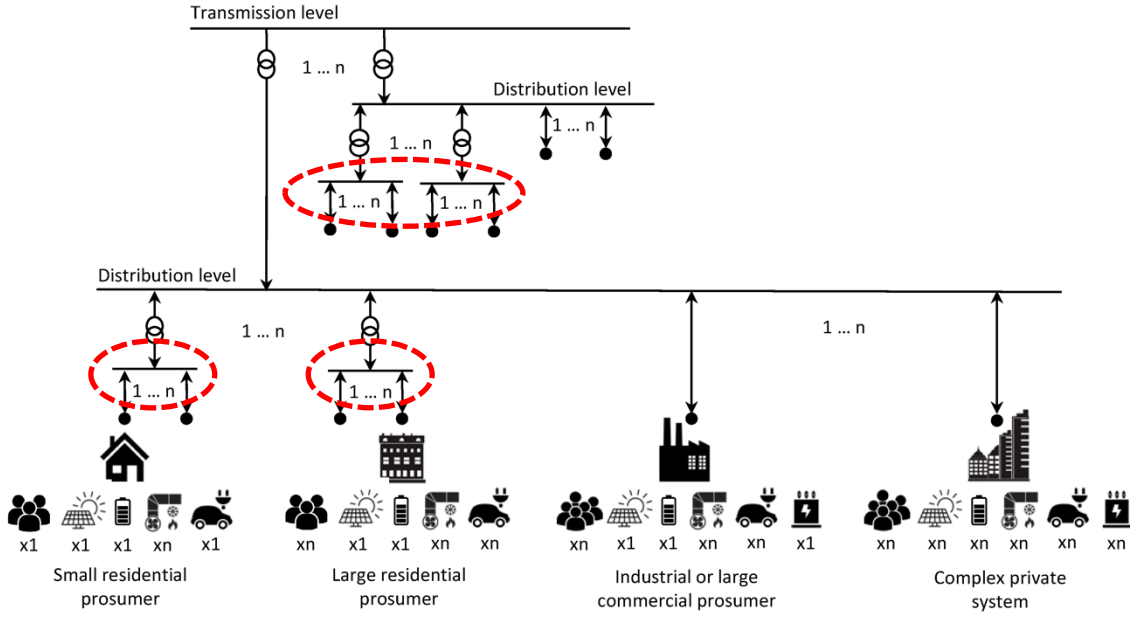 Transmission level
1 ... n
Distribution level
1 ... n
1 ... n
1 ... n
1 ... n
Distribution level
1 ... n
1 ... n
1 ... n
1 ... n
x1 x1 x1 xn x1
xn x1 x1 xn xn
xn x1 x1 xn xn x1
xn xn xn xn xn xn
Small residential
prosumer
Large residential
prosumer
Industrial or large
commercial prosumer
Complex private
system